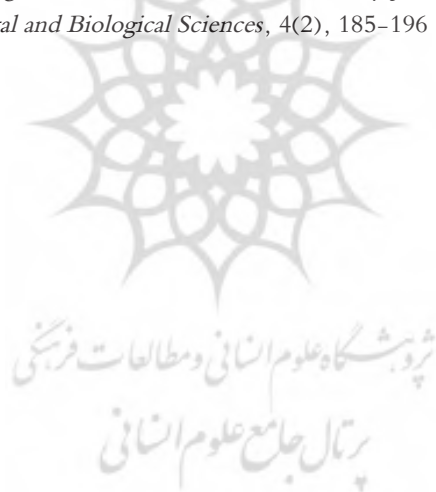 al and Biological Sciences, 4(2), 185–196
پژوهشگاه علوم انسانی و مطالعات فرهنگی
پرتال جامع علوم انسانی